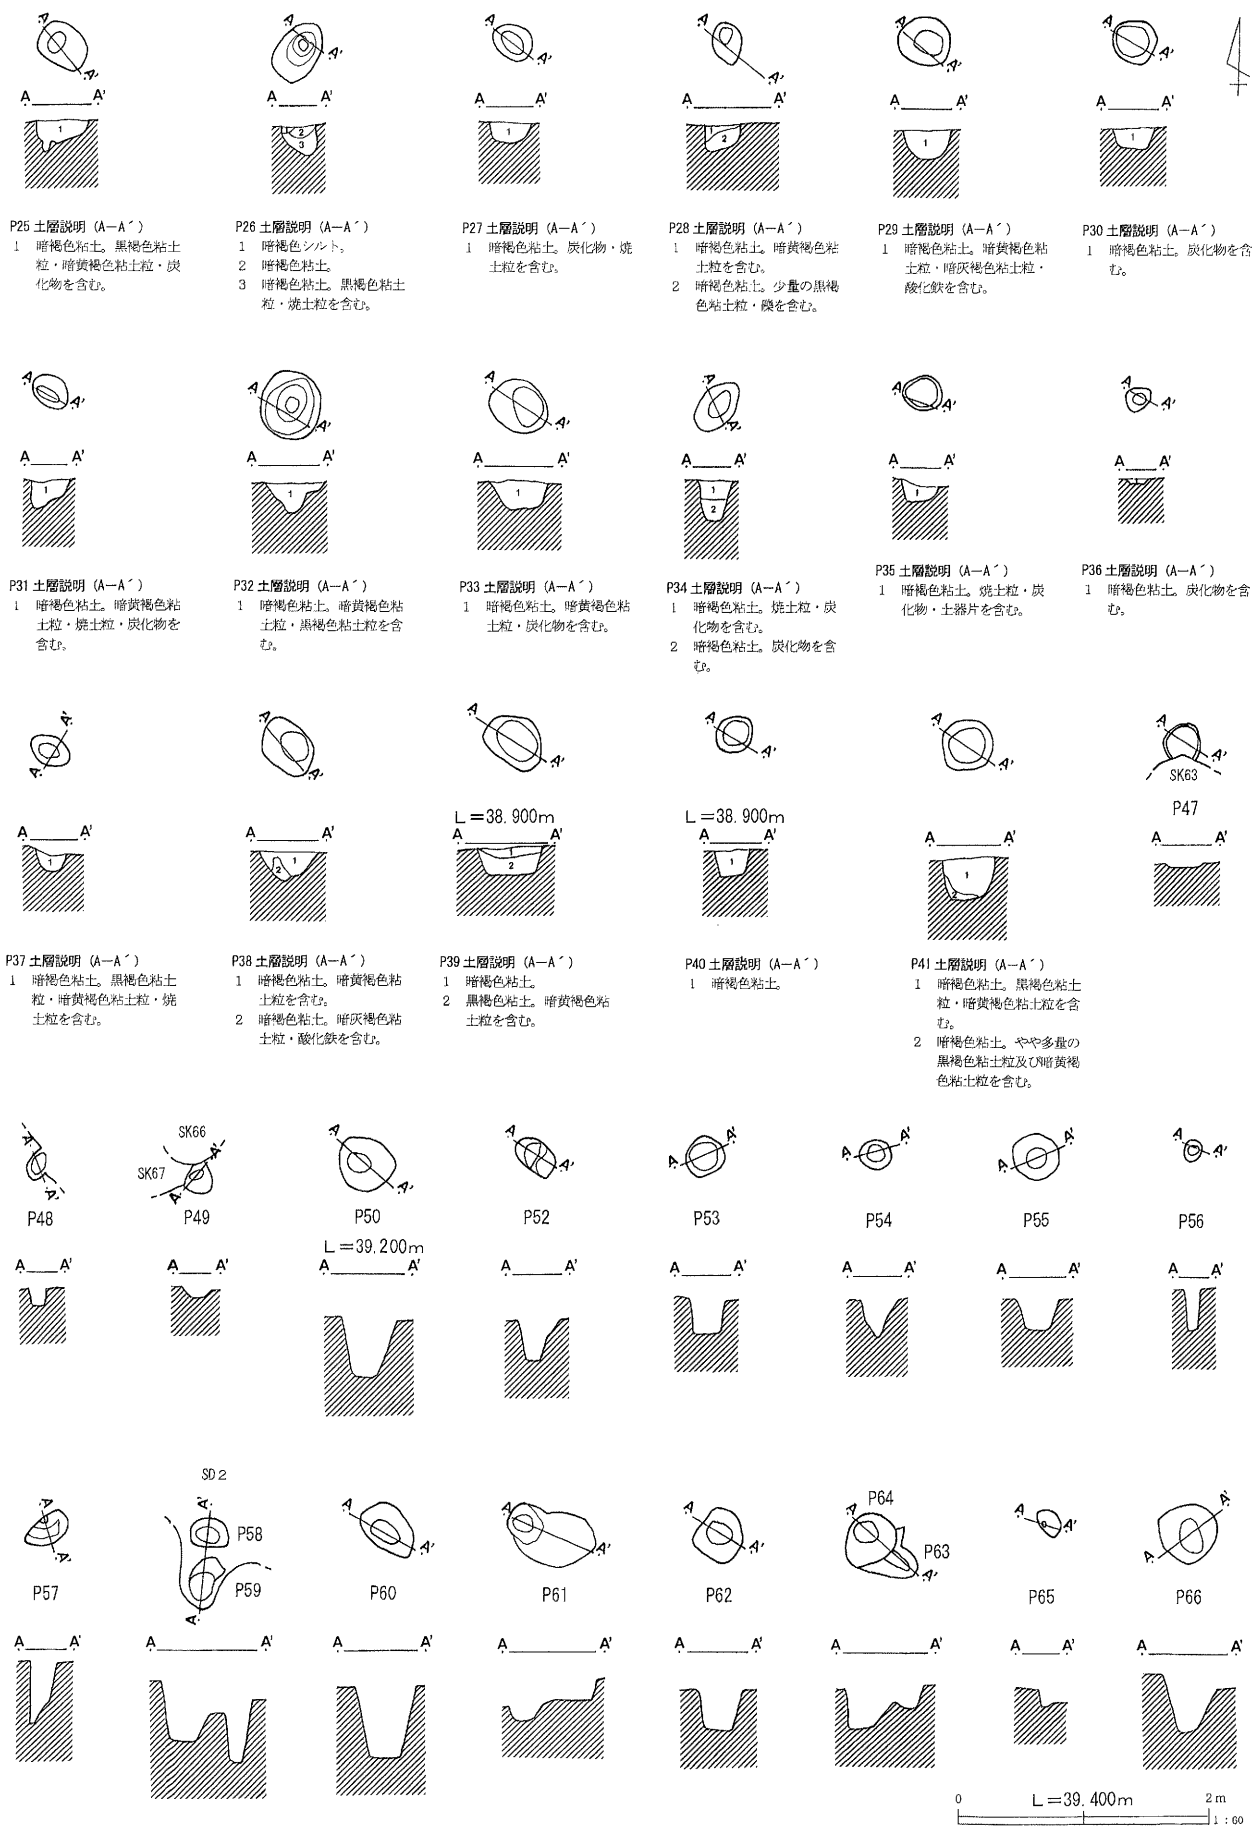 A A' A A' A A' A A' A A' A A'
A A' A A' A A' A A' A A' A A'
1 1 2 3 1 1 2 1 1
P25 土層説明 (A―A´)
1 暗褐色粘土。黒褐色粘土
粒・暗黄褐色粘土粒・炭
化物を含む。
P26 土層説明 (A―A´)
1 暗褐色シルト。
2 暗褐色粘土。
3 暗褐色粘土。黒褐色粘土
粒・焼土粒を含む。
P27 土層説明 (A―A´)
1 暗褐色粘土。炭化物・焼
土粒を含む。
P28 土層説明 (A―A´)
1 暗褐色粘土。暗黄褐色粘
土粒を含む。
2 暗褐色粘土。少量の黒褐
色粘土粒・礫を含む。
P29 土層説明 (A―A´)
1 暗褐色粘土。暗黄褐色粘
土粒・暗灰褐色粘土粒・
酸化鉄を含む。
P30 土層説明 (A―A´)
1 暗褐色粘土。炭化物を含
む。
A A' A A' A A' A A' A A' A A'
A A' A A' A A' A A' A A' A A'
1 1 1 1 2 1 1
P31 土層説明 (A―A´)
1 暗褐色粘土。暗黄褐色粘
土粒・焼土粒・炭化物を
含む。
P32 土層説明 (A―A´)
1 暗褐色粘土。暗黄褐色粘
土粒・黒褐色粘土粒を含
む。
P33 土層説明 (A―A´)
1 暗褐色粘土。暗黄褐色粘
土粒・炭化物を含む。
P34 土層説明 (A―A´)
1 暗褐色粘土。焼土粒・炭
化物を含む。
2 暗褐色粘土。炭化物を含
む。
P35 土層説明 (A―A´)
1 暗褐色粘土。焼土粒・炭
化物・土器片を含む。
P36 土層説明 (A―A´)
1 暗褐色粘土。炭化物を含
む。
A A' A A' A A' A A' A A' A A'
SK63
P47
L=38.900m L=38.900m
A A' A A' A A' A A' A A' A A'
1 1 2 1 2 1 1 2
P37 土層説明 (A―A´)
1 暗褐色粘土。黒褐色粘土
粒・暗黄褐色粘土粒・焼
土粒を含む。
P38 土層説明 (A―A´)
1 暗褐色粘土。暗黄褐色粘
土粒を含む。
2 暗褐色粘土。暗灰褐色粘
土粒・酸化鉄を含む。
P39 土層説明 (A―A´)
1 暗褐色粘土。
2 黒褐色粘土。暗黄褐色粘
土粒を含む。
P40 土層説明 (A―A´)
1 暗褐色粘土。
P41 土層説明 (A―A´)
1 暗褐色粘土。黒褐色粘土
粒・暗黄褐色粘土粒を含
む。
2 暗褐色粘土。やや多量の
黒褐色粘土粒及び暗黄褐
色粘土粒を含む。
SK66
SK67
A A' A A' A A' A A' A A' A A' A A' A A'
P48 P49 P50 P52 P53 P54 P55 P56
L=39.200m
A A' A A' A A' A A' A A' A A' A A' A A'
SD2
A A' A A' A A' A A' A A' A A' A A' A A'
P58
P64
P63
P57 P59 P60 P61 P62 P65 P66
A A' A A' A A' A A' A A' A A' A A' A A'
0 L=39.400m 2m
1:60